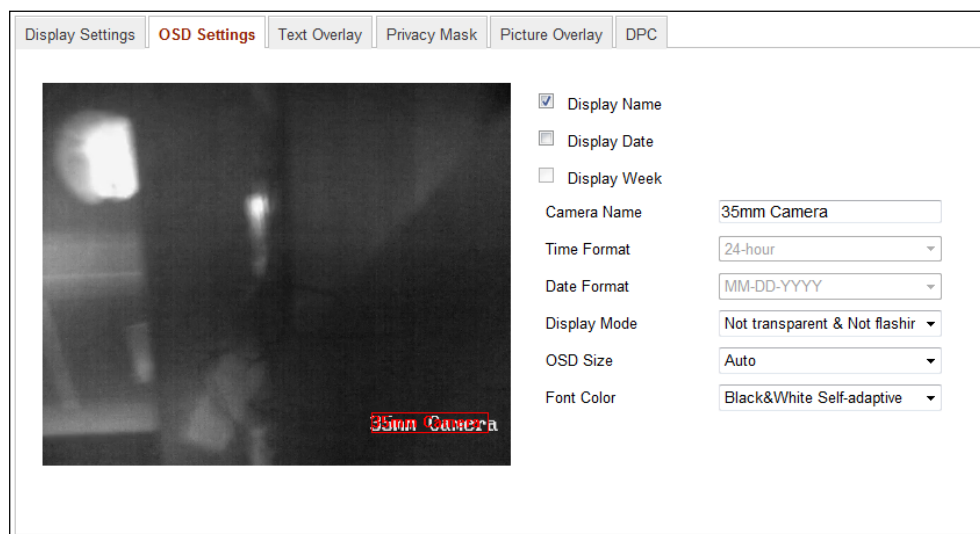 Display Settings
OSD Settings
Text Overlay
Privacy Mask
Picture Overlay
DPC
Display Name
Display Date
Display Week
Camera Name
35mm Camera
Time Format
24-hour
Date Format
MM-DD-YYYY
Display Mode
Not transparent & Not flashir
OSD Size
Auto
Font Color
Black&White Self-adaptive
35mm Camera
35mm Camera